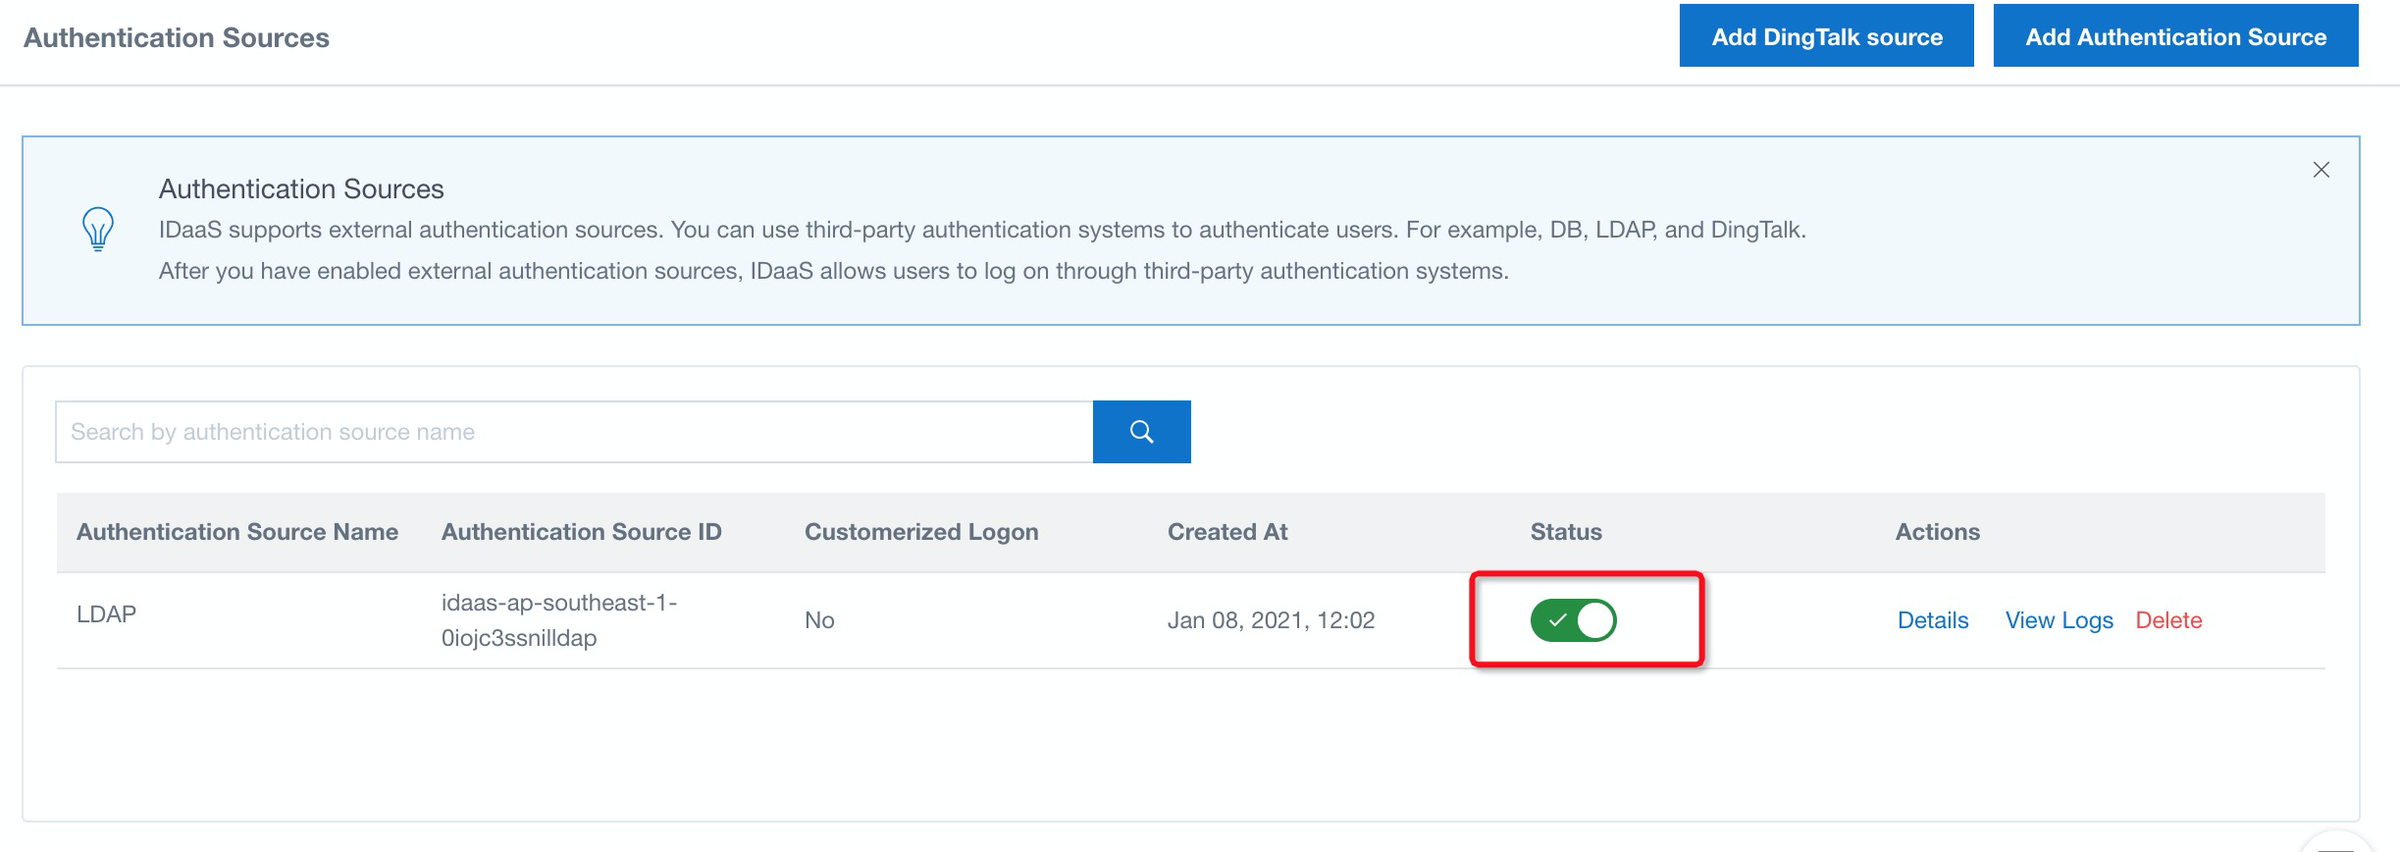 Authentication Sources
Add DingTalk source
Add Authentication Source
Authentication Sources
IDaaS supports external authentication sources. You can use third-party authentication systems to authenticate users. For example, DB, LDAP, and DingTalk.
After you have enabled external authentication sources, IDaaS allows users to log on through third-party authentication systems.
Search by authentication source name
Authentication Source Name
Authentication Source ID
Customerized Logon
Created At
Status
Actions
LDAP
idaas-ap-southeast-1-
0iojc3ssnilldap
No
Jan 08, 2021, 12:02
Details
View Logs
Delete